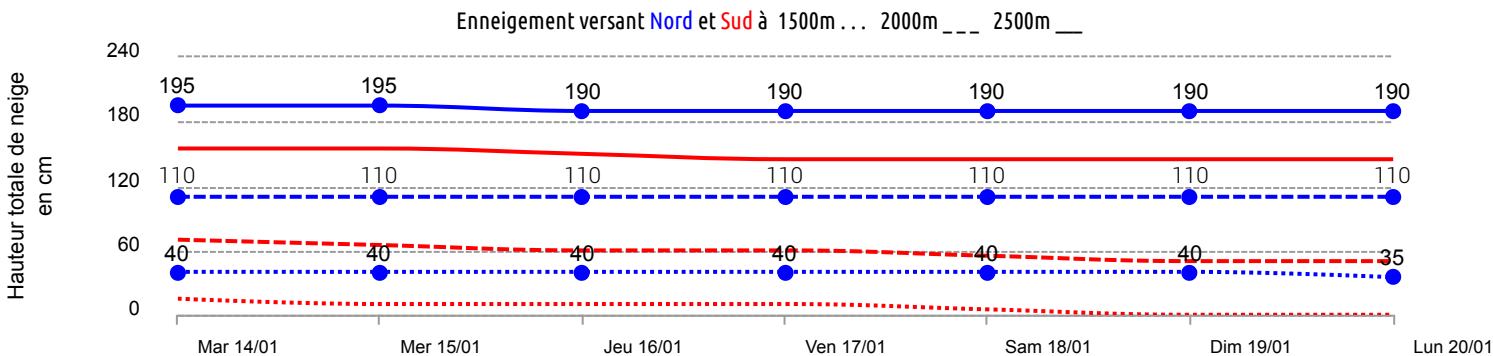 Enneigement versant Nord et Sud à 1500m . . . 2000m _ _ _ 2500m ___
Hauteur totale de neige
en cm
240
195 195 190 190 190 190 190
180
120
110 110 110 110 110 110 110
60
40 40 40 40 40 40 35
0
Mar 14/01 Mer 15/01 Jeu 16/01 Ven 17/01 Sam 18/01 Dim 19/01 Lun 20/01